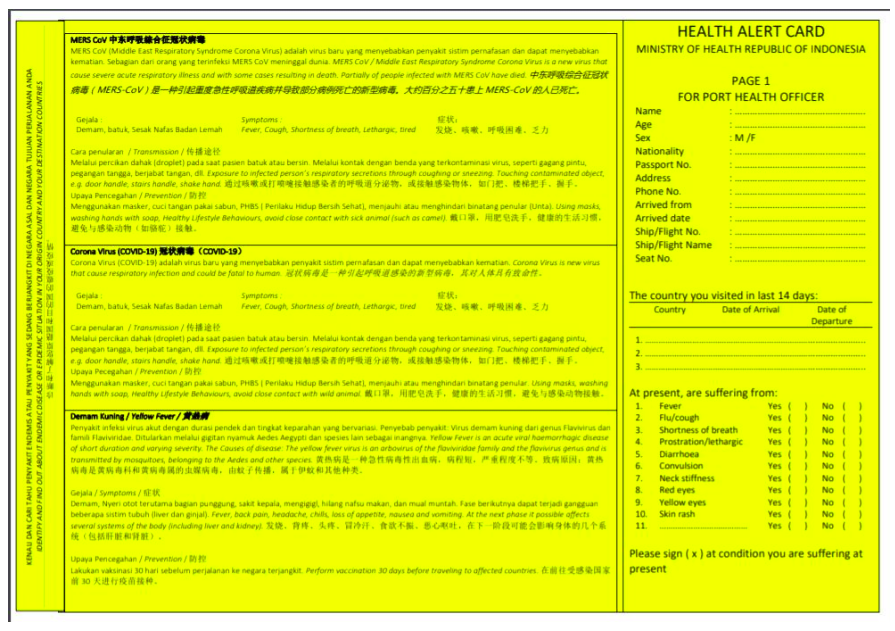 KENALI DAN CARI TAHU PENYAKIT ENDEMIS ATAU PENYAKIT YANG SEDANG BERJANGKIT DI NEGARA ASAL DAN NEGARA TUJUAN PERJALANAN ANDA
IDENTIFY AND FIND OUT ABOUT ENDEMIC DISEASE OR EPIDEMIC SITUATION IN YOUR ORIGIN COUNTRY AND YOUR DESTINATION COUNTRIES
MERS CoV 中东呼吸综合征冠状病毒
MERS CoV (Middle East Respiratory Syndrome Corona Virus) adalah virus baru yang menyebabkan penyakit sistim pernafasan dan dapat menyebabkan
kematian. Sebagian dari orang yang terinfeksi MERS CoV meninggal dunia. MERS CoV / Middle East Respiratory Syndrome Corona Virus is a new virus that
cause severe acute respiratory illness and with some cases resulting in death. Partially of people infected with MERS CoV have died. 中东呼吸综合征冠状
病毒（MERS-CoV）是一种引起重度急性呼吸道疾病并导致部分病例死亡的新型病毒。大约百分之五十患上 MERS-CoV 的人已死亡。
Gejala : Symptoms : 症状:
Demam, batuk, Sesak Nafas Badan Lemah Fever, Cough, Shortness of breath, Lethargic, tired 发烧、咳嗽、呼吸困难、乏力
Cara penularan / Transmission / 传播途径
Melalui percikan dahak (droplet) pada saat pasien batuk atau bersin. Melalui kontak dengan benda yang terkontaminasi virus, seperti gagang pintu,
pegangan tangga, berjabat tangan, dll. Exposure to infected person's respiratory secretions through coughing or sneezing. Touching contaminated object,
e.g. door handle, stairs handle, shake hand. 通过咳嗽或打喷嚏接触感染者的呼吸道分泌物，或接触感染物体，如门把、楼梯把手、握手。
Upaya Pencegahan / Prevention / 防控
Menggunakan masker, cuci tangan pakai sabun, PHBS ( Perilaku Hidup Bersih Sehat), menjauhi atau menghindari binatang penular (Unta). Using masks,
washing hands with soap, Healthy Lifestyle Behaviours, avoid close contact with sick animal (such as camel). 戴口罩，用肥皂洗手，健康的生活习惯，
避免与感染动物（如骆驼）接触。
Corona Virus (COVID-19) 冠状病毒（COVID-19）
Corona Virus (COVID-19) adalah virus baru yang menyebabkan penyakit sistim pernafasan dan dapat menyebabkan kematian. Corona Virus is new virus
that cause respiratory infection and could be fatal to human. 冠状病毒是一种引起呼吸道感染的新型病毒，其对人体具有致命性。
Gejala : Symptoms : 症状:
Demam, batuk, Sesak Nafas Badan Lemah Fever, Cough, Shortness of breath, Lethargic, tired 发烧、咳嗽、呼吸困难、乏力
Cara penularan / Transmission / 传播途径
Melalui percikan dahak (droplet) pada saat pasien batuk atau bersin. Melalui kontak dengan benda yang terkontaminasi virus, seperti gagang pintu,
pegangan tangga, berjabat tangan, dll. Exposure to infected person's respiratory secretions through coughing or sneezing. Touching contaminated object,
e.g. door handle, stairs handle, shake hand. 通过咳嗽或打喷嚏接触感染者的呼吸道分泌物，或接触感染物体，如门把、楼梯把手、握手。
Upaya Pecegahan / Prevention / 防控
Menggunakan masker, cuci tangan pakai sabun, PHBS ( Perilaku Hidup Bersih Sehat), menjauhi atau menghindari binatang penular. Using masks, washing
hands with soap, Healthy Lifestyle Behaviours, avoid close contact with wild animal. 戴口罩，用肥皂洗手，健康的生活习惯，避免与感染动物接触。
Demam Kuning / Yellow Fever / 黄热病
Penyakit infeksi virus akut dengan durasi pendek dan tingkat keparahan yang bervariasi. Penyebab penyakit: Virus demam kuning dari genus Flavivirus dan
famili Flaviviridae. Ditularkan melalui gigitan nyamuk Aedes Aegypti dan spesies lain sebagai inangnya. Yellow Fever is an acute viral haemorrhagic disease
of short duration and varying severity. The Causes of disease: The yellow fever virus is an arbovirus of the flaviviridae family and the flavivirus genus and is
transmitted by mosquitoes, belonging to the Aedes and other species. 黄热病是一种急性病毒性出血病，病程短，严重程度不等。致病原因：黄热
病毒是黄热病毒科和黄病毒属的虫媒病毒，由蚊子传播，属于伊蚊和其他种类。
Gejala / Symptoms / 症状
Demam, Nyeri otot terutama bagian punggung, sakit kepala, mengigigl, hilang nafsu makan, dan mual muntah. Fase berikutnya dapat terjadi gangguan
beberapa sistim tubuh (liver dan ginjal). Fever, back pain, headache, chills, loss of appetite, nausea and vomiting. At the next phase it possible affects
several systems of the body (including liver and kidney). 发烧、背疼、头疼、冒冷汗、食欲不振、恶心呕吐，在下一阶段可能会影响身体的几个系
统（包括肝脏和肾脏）。
Upaya Pencegahan / Prevention / 防控
Lakukan vaksinasi 30 hari sebelum perjalanan ke negara terjangkit. Perform vaccination 30 days before traveling to affected countries. 在前往受感染国家
前 30 天进行疫苗接种。
HEALTH ALERT CARD
MINISTRY OF HEALTH REPUBLIC OF INDONESIA
PAGE 1
FOR PORT HEALTH OFFICER
Name : ..........
Age : ..........
Sex : M /F
Nationality : ..........
Passport No. : ..........
Address : ..........
Phone No. : ..........
Arrived from : ..........
Arrived date : ..........
Ship/Flight No. : ..........
Ship/Flight Name : ..........
Seat No. : ..........
The country you visited in last 14 days:
Country Date of Arrival Date of
Departure
1. ..........
2. ..........
3. ..........
At present, are suffering from:
1. Fever Yes ( ) No ( )
2. Flu/cough Yes ( ) No ( )
3. Shortness of breath Yes ( ) No ( )
4. Prostration/lethargic Yes ( ) No ( )
5. Diarrhoea Yes ( ) No ( )
6. Convulsion Yes ( ) No ( )
7. Neck stiffness Yes ( ) No ( )
8. Red eyes Yes ( ) No ( )
9. Yellow eyes Yes ( ) No ( )
10. Skin rash Yes ( ) No ( )
11. .......... Yes ( ) No ( )
Please sign ( x ) at condition you are suffering at
present